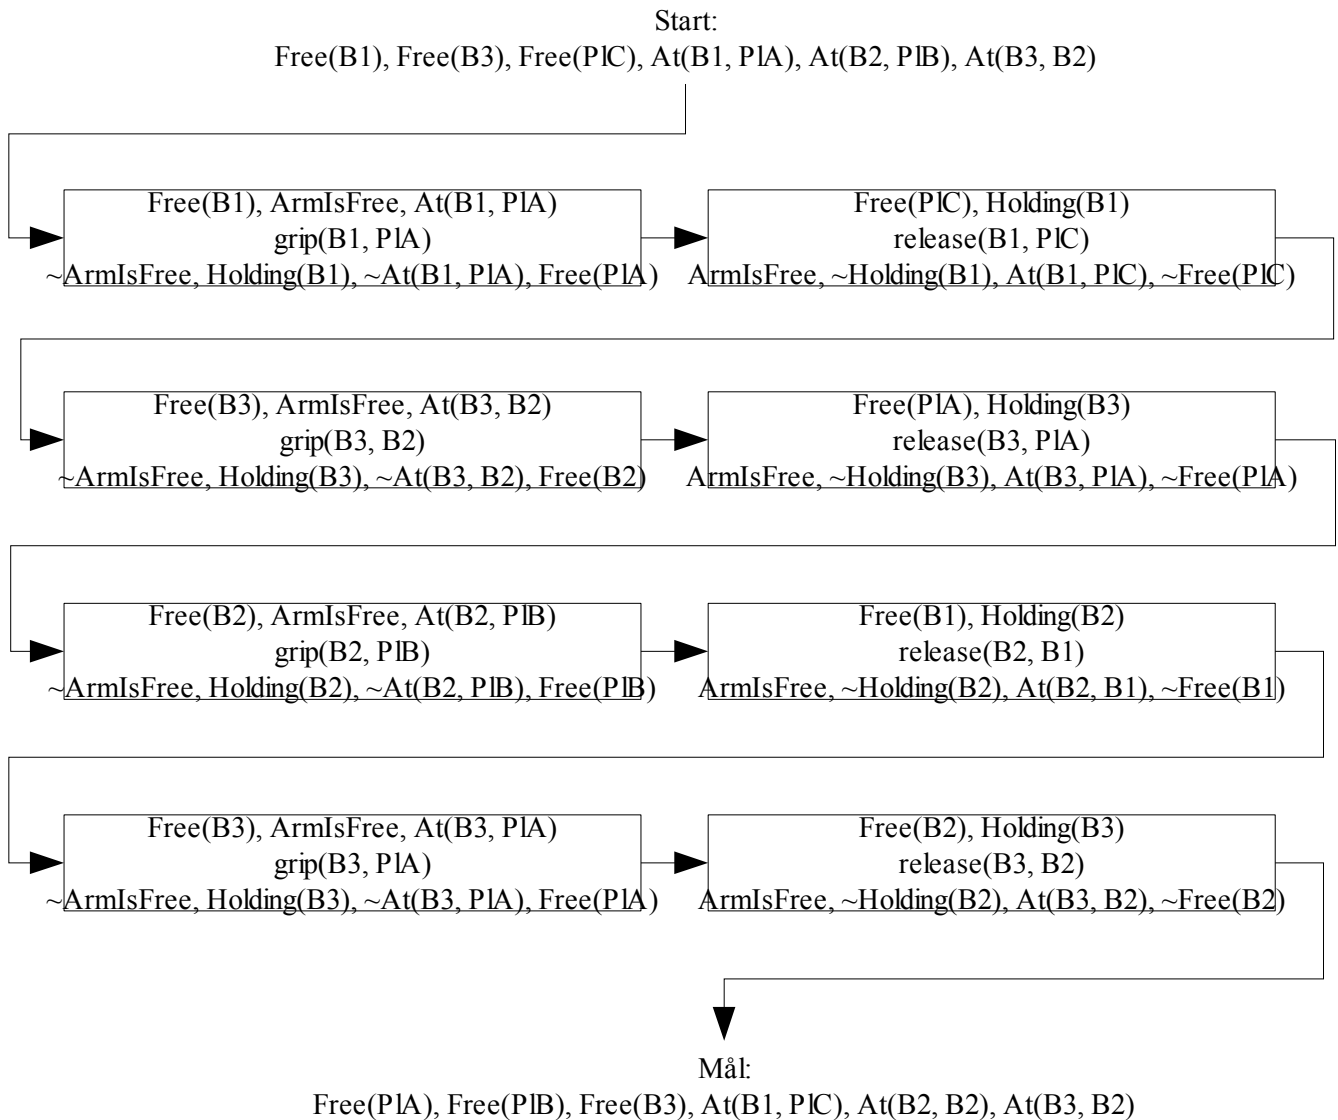 Start:
Free(B1), Free(B3), Free(PlC), At(B1, PlA), At(B2, PlB), At(B3, B2)
Free(B1), ArmIsFree, At(B1, PlA)
grip(B1, PlA)
~ArmIsFree, Holding(B1), ~At(B1, PlA), Free(PlA)
Free(PlC), Holding(B1)
release(B1, PlC)
ArmIsFree, ~Holding(B1), At(B1, PlC), ~Free(PlC)
Free(B3), ArmIsFree, At(B3, B2)
grip(B3, B2)
~ArmIsFree, Holding(B3), ~At(B3, B2), Free(B2)
Free(PlA), Holding(B3)
release(B3, PlA)
ArmIsFree, ~Holding(B3), At(B3, PlA), ~Free(PlA)
Free(B2), ArmIsFree, At(B2, PlB)
grip(B2, PlB)
~ArmIsFree, Holding(B2), ~At(B2, PlB), Free(PlB)
Free(B1), Holding(B2)
release(B2, B1)
ArmIsFree, ~Holding(B2), At(B2, B1), ~Free(B1)
Free(B3), ArmIsFree, At(B3, PlA)
grip(B3, PlA)
~ArmIsFree, Holding(B3), ~At(B3, PlA), Free(PlA)
Free(B2), Holding(B3)
release(B3, B2)
ArmIsFree, ~Holding(B2), At(B3, B2), ~Free(B2)
Mål:
Free(PlA), Free(PlB), Free(B3), At(B1, PlC), At(B2, B2), At(B3, B2)